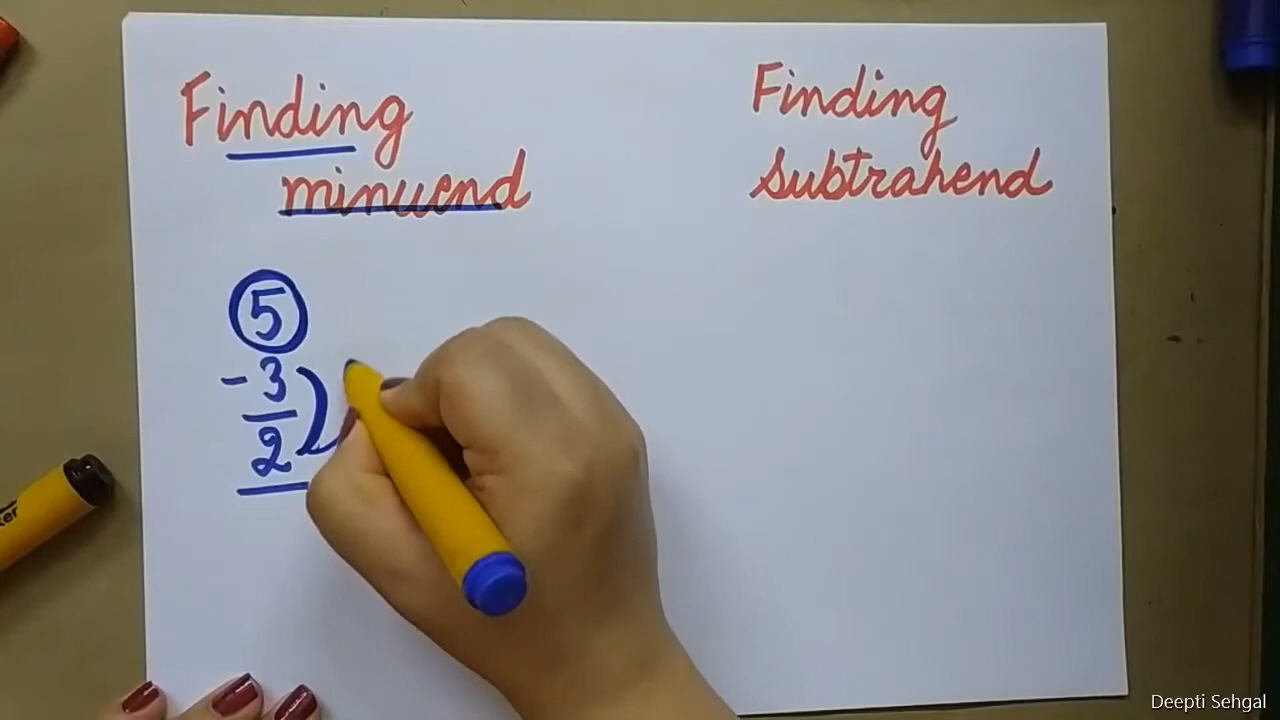 Finding
minuend
5
- 3
2
Finding
Subtrahend
Deepti Sehgal